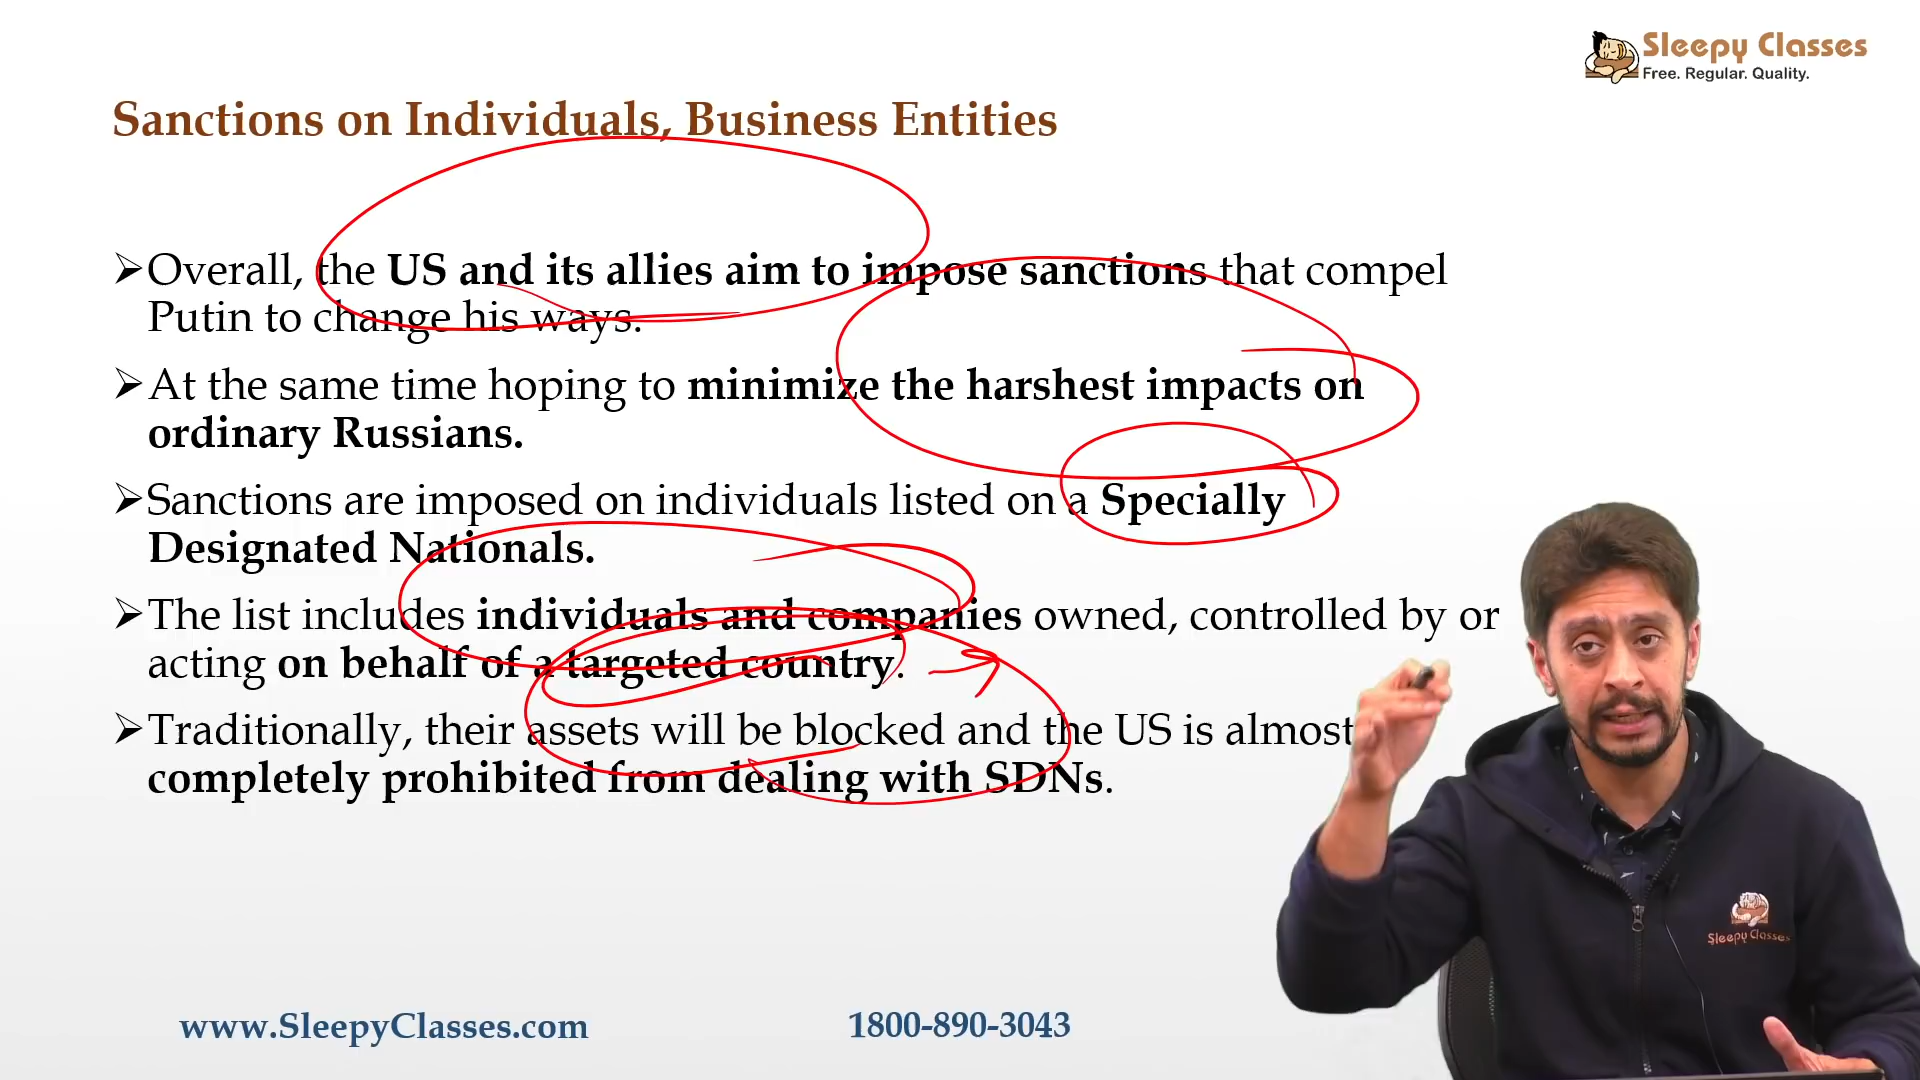 Sleepy Classes
Free. Regular. Quality.
Sanctions on Individuals, Business Entities
➢Overall, the US and its allies aim to impose sanctions that compel
Putin to change his ways.
➢At the same time hoping to minimize the harshest impacts on
ordinary Russians.
➢Sanctions are imposed on individuals listed on a Specially
Designated Nationals.
➢The list includes individuals and companies owned, controlled by or
acting on behalf of a targeted country.
➢Traditionally, their assets will be blocked and the US is almost
completely prohibited from dealing with SDNs.
Sleepy Classes
www.SleepyClasses.com
1800-890-3043